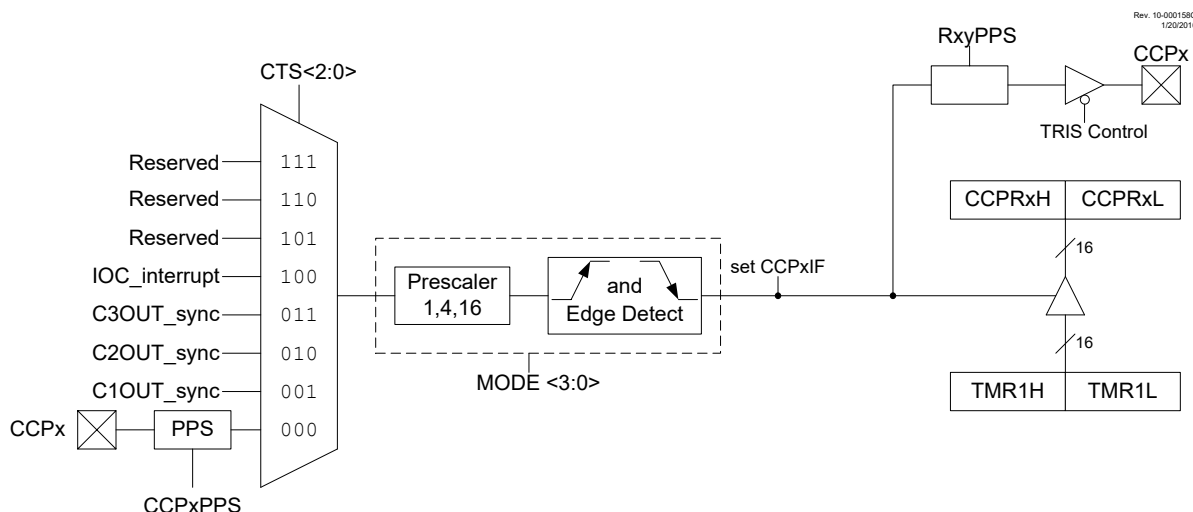 Rev. 10-000158
1/20/201
RxyPPS
CCPx
CTS<2:0>
TRIS Control
Reserved 111
Reserved 110
Reserved 101
IOC_interrupt 100
C3OUT_sync 011
C2OUT_sync 010
C1OUT_sync 001
CCPx PPS 000
CCPxPPS
Prescaler
1,4,16
and
Edge Detect
MODE <3:0>
set CCPxIF
CCPRxH CCPRxL
16
16
TMR1H TMR1L